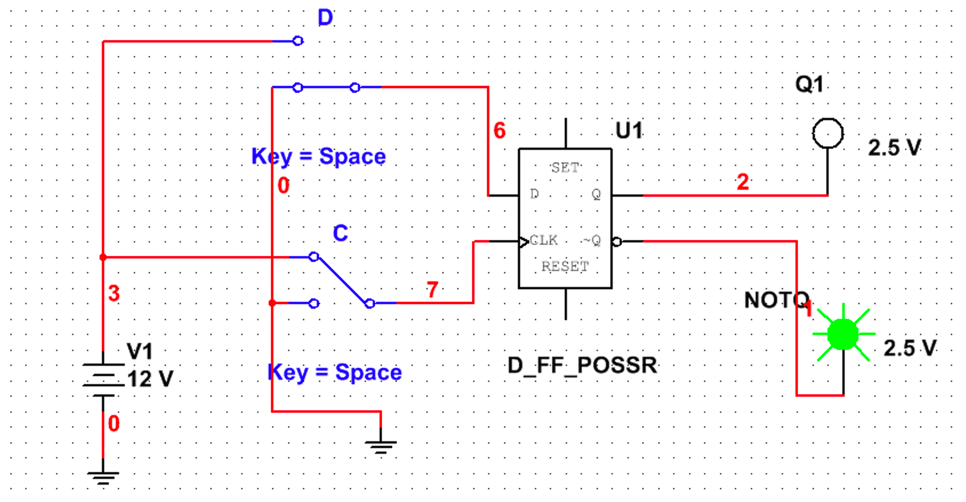 D
Q1
6
U1
2.5 V
Key = Space
SET
0
D
Q
2
C
CLK
~Q
RESET
3
7
NOTQ
1
V1
12 V
2.5 V
Key = Space
D_FF_POSSR
0